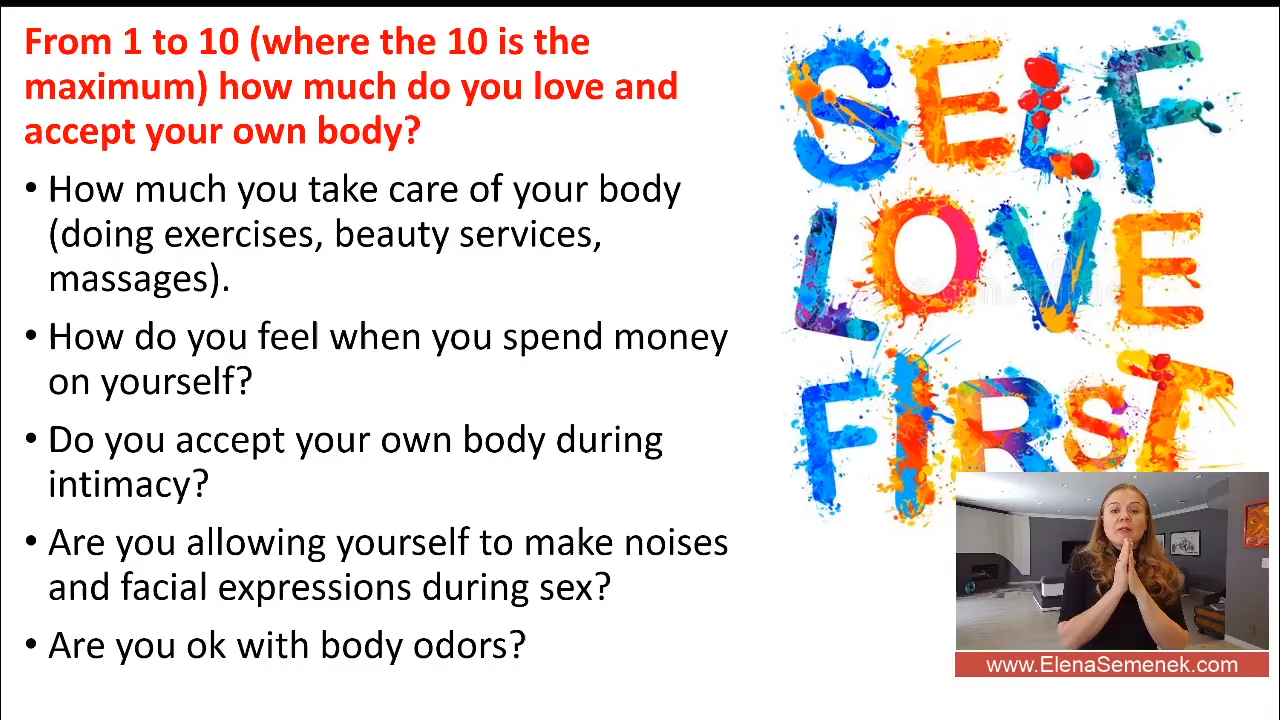 From 1 to 10 (where the 10 is the
maximum) how much do you love and
accept your own body?
• How much you take care of your body
(doing exercises, beauty services,
massages).
• How do you feel when you spend money
on yourself?
• Do you accept your own body during
intimacy?
• Are you allowing yourself to make noises
and facial expressions during sex?
• Are you ok with body odors?
SELF
LOVE
FIRST
www.ElenaSemenek.com